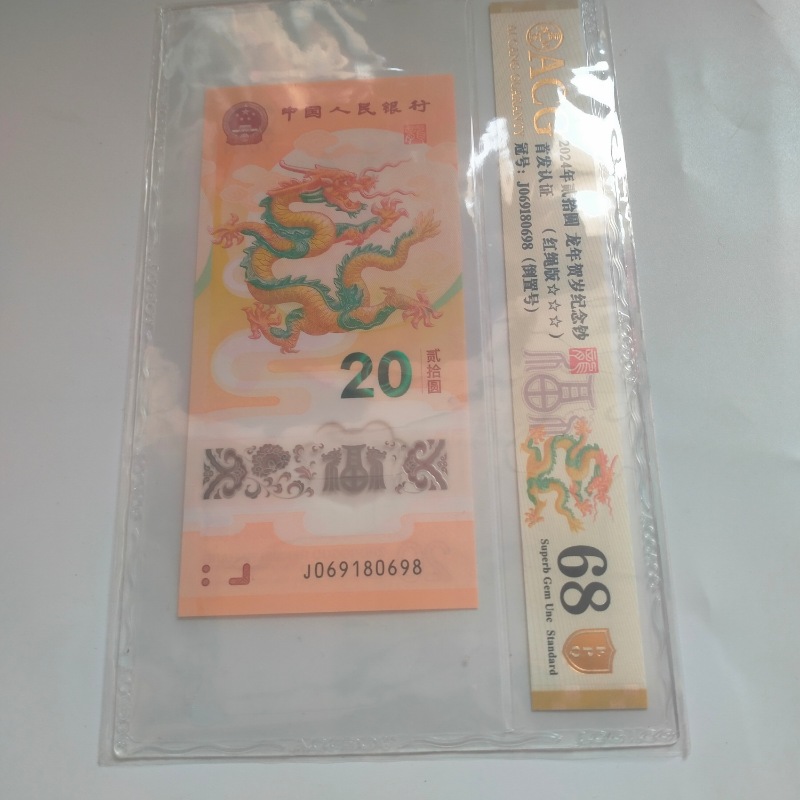 中国人民银行
20
贰拾圆
J069180698
ACG
2024年贰拾圆 龙年贺岁纪念钞
首发认证 (红绳版☆☆☆)
冠号:J069180698 (倒置号)
68
Superb Gem Unc Standard
EPQ